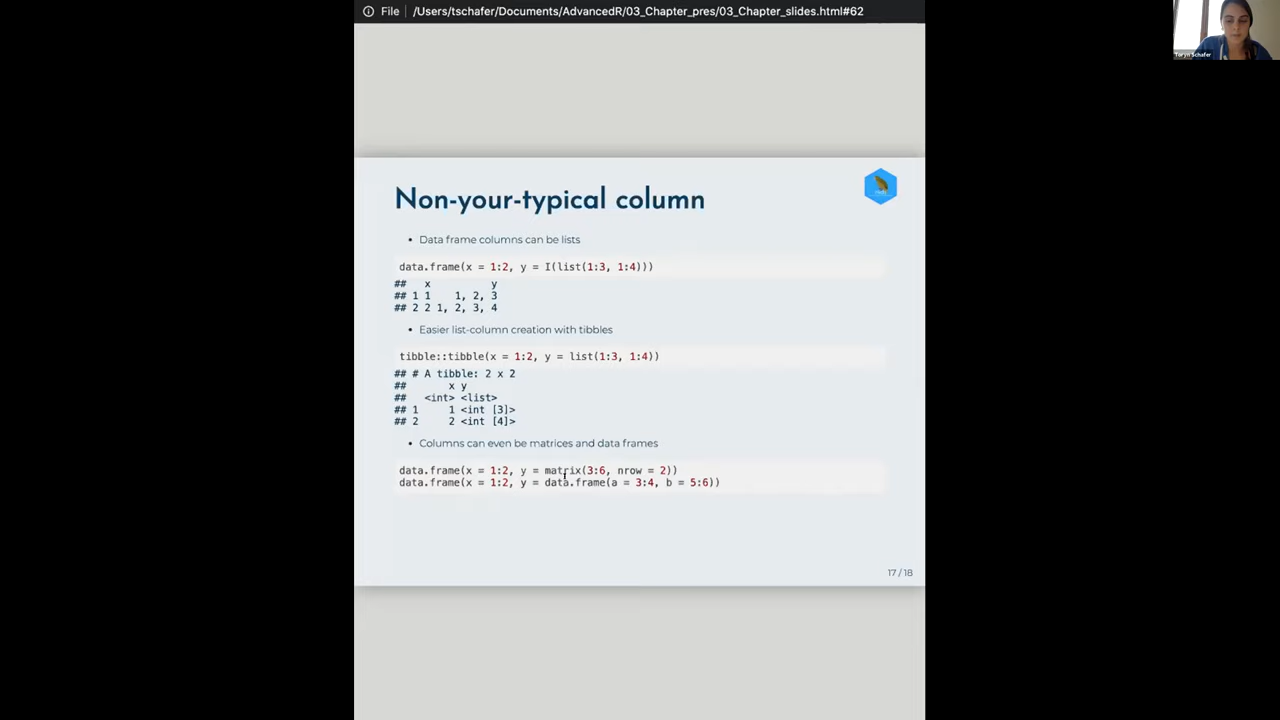 File /Users/tschafer/Documents/AdvancedR/03_Chapter_pres/03_Chapter_slides.html#62
Toryn Schafer
Non-your-typical column
• Data frame columns can be lists
data.frame(x = 1:2, y = I(list(1:3, 1:4)))
##   x          y
## 1 1    1, 2, 3
## 2 2 1, 2, 3, 4
• Easier list-column creation with tibbles
tibble::tibble(x = 1:2, y = list(1:3, 1:4))
## # A tibble: 2 x 2
##       x y
##   <int> <list>
## 1     1 <int [3]>
## 2     2 <int [4]>
• Columns can even be matrices and data frames
data.frame(x = 1:2, y = matrix(3:6, nrow = 2))
data.frame(x = 1:2, y = data.frame(a = 3:4, b = 5:6))
17 / 18